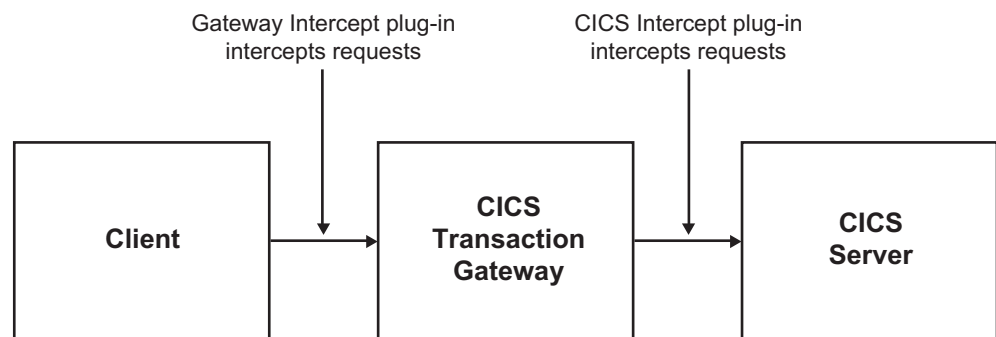 Gateway Intercept plug-in
intercepts requests
CICS Intercept plug-in
intercepts requests
Client
CICS
Transaction
Gateway
CICS
Server